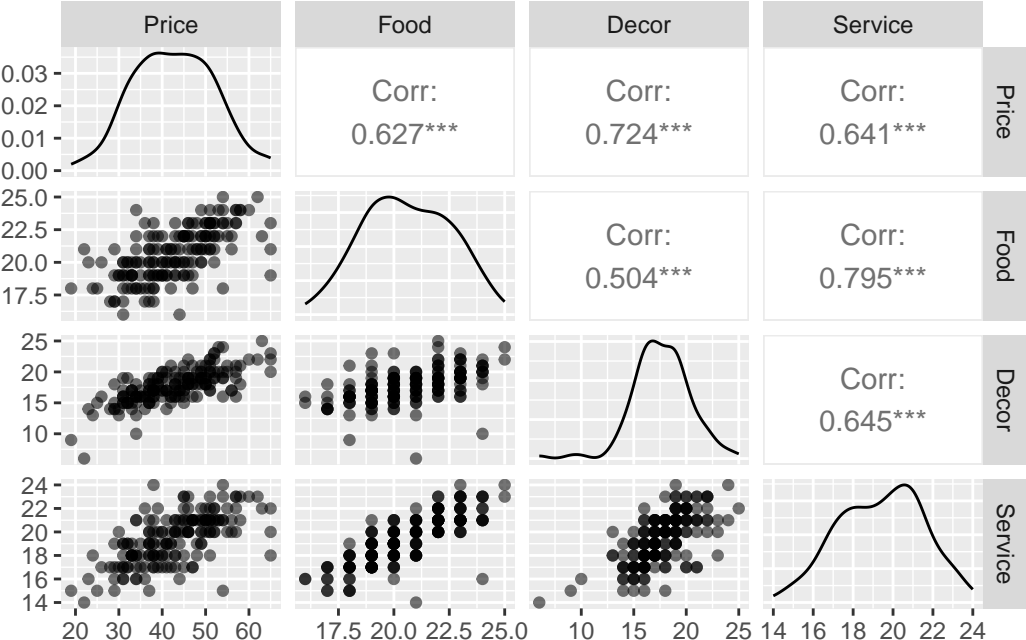 Price Food Decor Service
0.03
0.02
0.01
0.00
Corr:
0.627***
Corr:
0.724***
Corr:
0.641***
Price
25.0
22.5
20.0
17.5
Corr:
0.504***
Corr:
0.795***
Food
25
20
15
10
Corr:
0.645***
Decor
24
22
20
18
16
14
Service
20 30 40 50 60
17.5 20.0 22.5 25.0
10 15 20 25
14 16 18 20 22 24